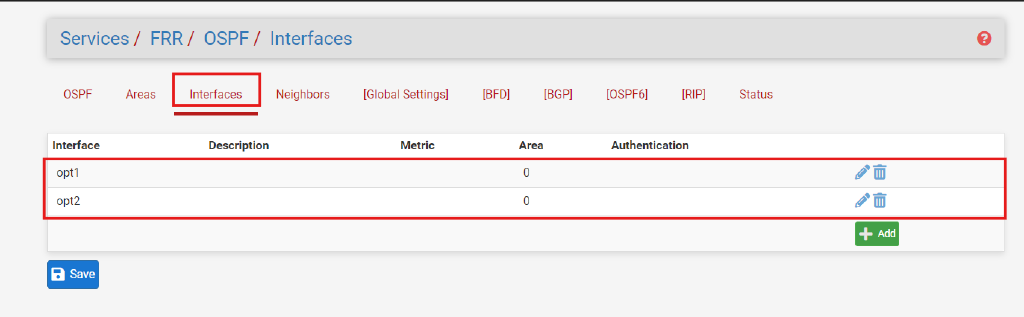 Services / FRR / OSPF / Interfaces
OSPF Areas Interfaces Neighbors [Global Settings] [BFD] [BGP] [OSPF6] [RIP] Status
Interface Description Metric Area Authentication
opt1 0
opt2 0
Add
Save